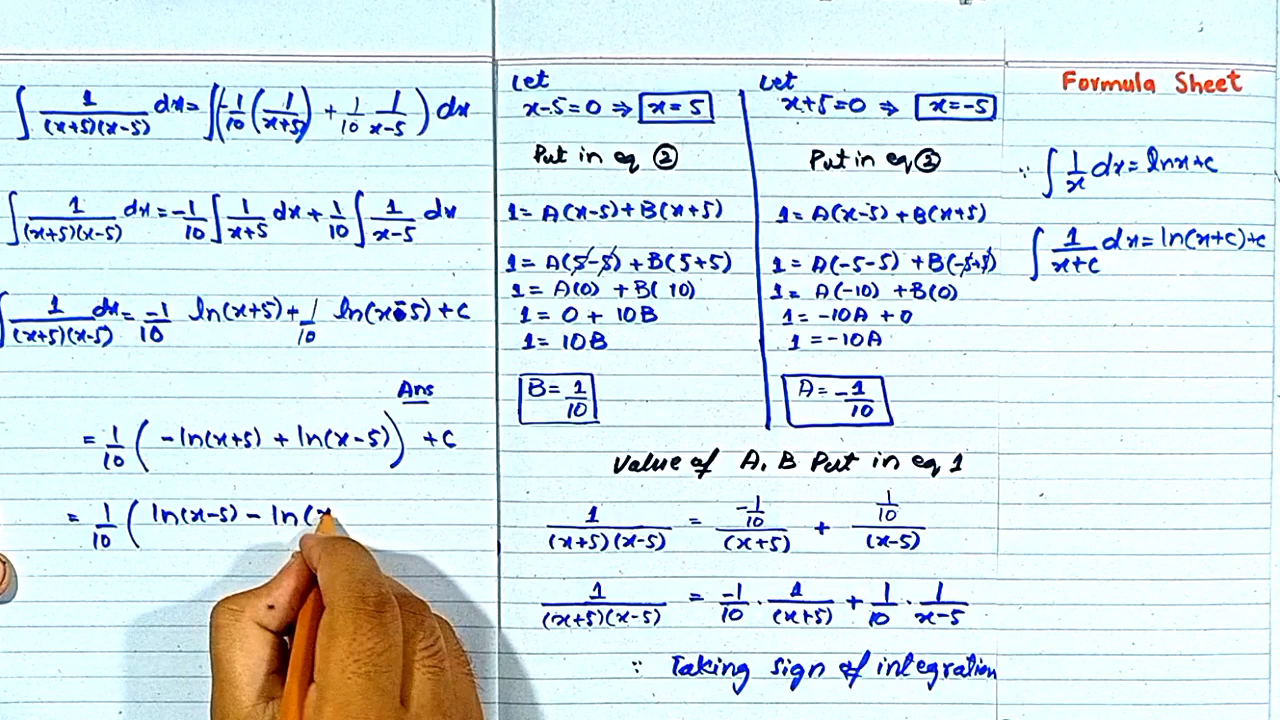 ∫ 1/(x+5)(x-5) dx = ∫(-1/10 (1/x+5) + 1/10 1/x-5) dx
∫ 1/(x+5)(x-5) dx = -1/10 ∫ 1/x+5 dx + 1/10 ∫ 1/x-5 dx
∫ 1/(x+5)(x-5) dx = -1/10 ln(x+5) + 1/10 ln(x-5) + c
Ans
= 1/10 ( -ln(x+5) + ln(x-5) ) + c
= 1/10 ( ln(x-5) - ln(x
Let
x-5=0 ⇒ x=5
Put in eq ②
1=A(x-5)+B(x+5)
1=A(5-5)+B(5+5)
1=A(0)+B(10)
1=0+10B
1=10B
B=1/10
Let
x+5=0 ⇒ x=-5
Put in eq ②
1=A(x-5)+B(x+5)
1=A(-5-5)+B(-5+5)
1=A(-10)+B(0)
1=-10A+0
1=-10A
A=-1/10
Value of A,B Put in eq 1
1/(x+5)(x-5) = -1/10/(x+5) + 1/10/(x-5)
1/(x+5)(x-5) = -1/10 . 1/(x+5) + 1/10 . 1/x-5
∵ Taking sign of integration
Formula Sheet
∵ ∫ 1/x dx = lnx+c
∫ 1/x+c dx = ln(x+c)+c